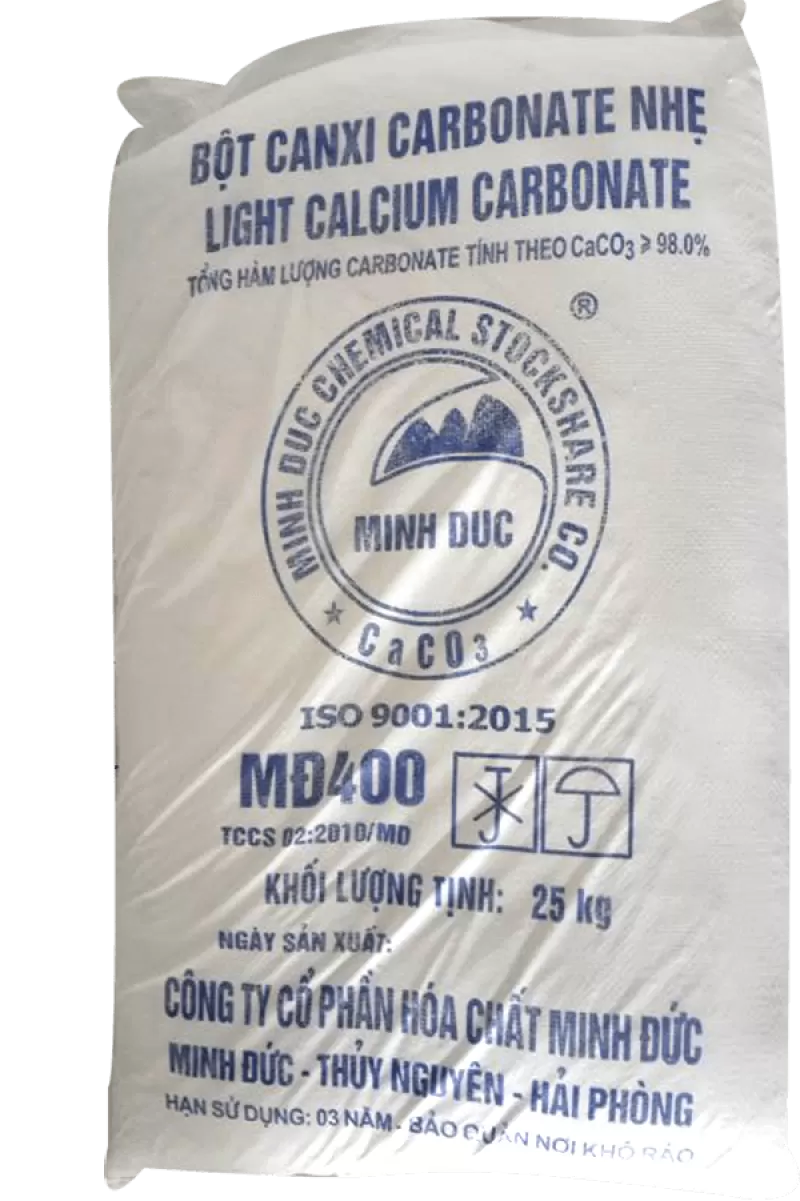 BỘT CANXI CARBONATE NHẸ
LIGHT CALCIUM CARBONATE
TỔNG HÀM LƯỢNG CARBONATE TÍNH THEO CaCO3 ⩾ 98.0%
®
MINH DUC CHEMICAL STOCKSHARE CO.
MINH DUC
CaCO3
ISO 9001:2015
MĐ400
TCCS 02:2010/MD
KHỐI LƯỢNG TỊNH: 25 kg
NGÀY SẢN XUẤT:
CÔNG TY CỔ PHẦN HÓA CHẤT MINH ĐỨC
MINH ĐỨC - THỦY NGUYÊN - HẢI PHÒNG
HẠN SỬ DỤNG: 03 NĂM - BẢO QUẢN NƠI KHÔ RÁO